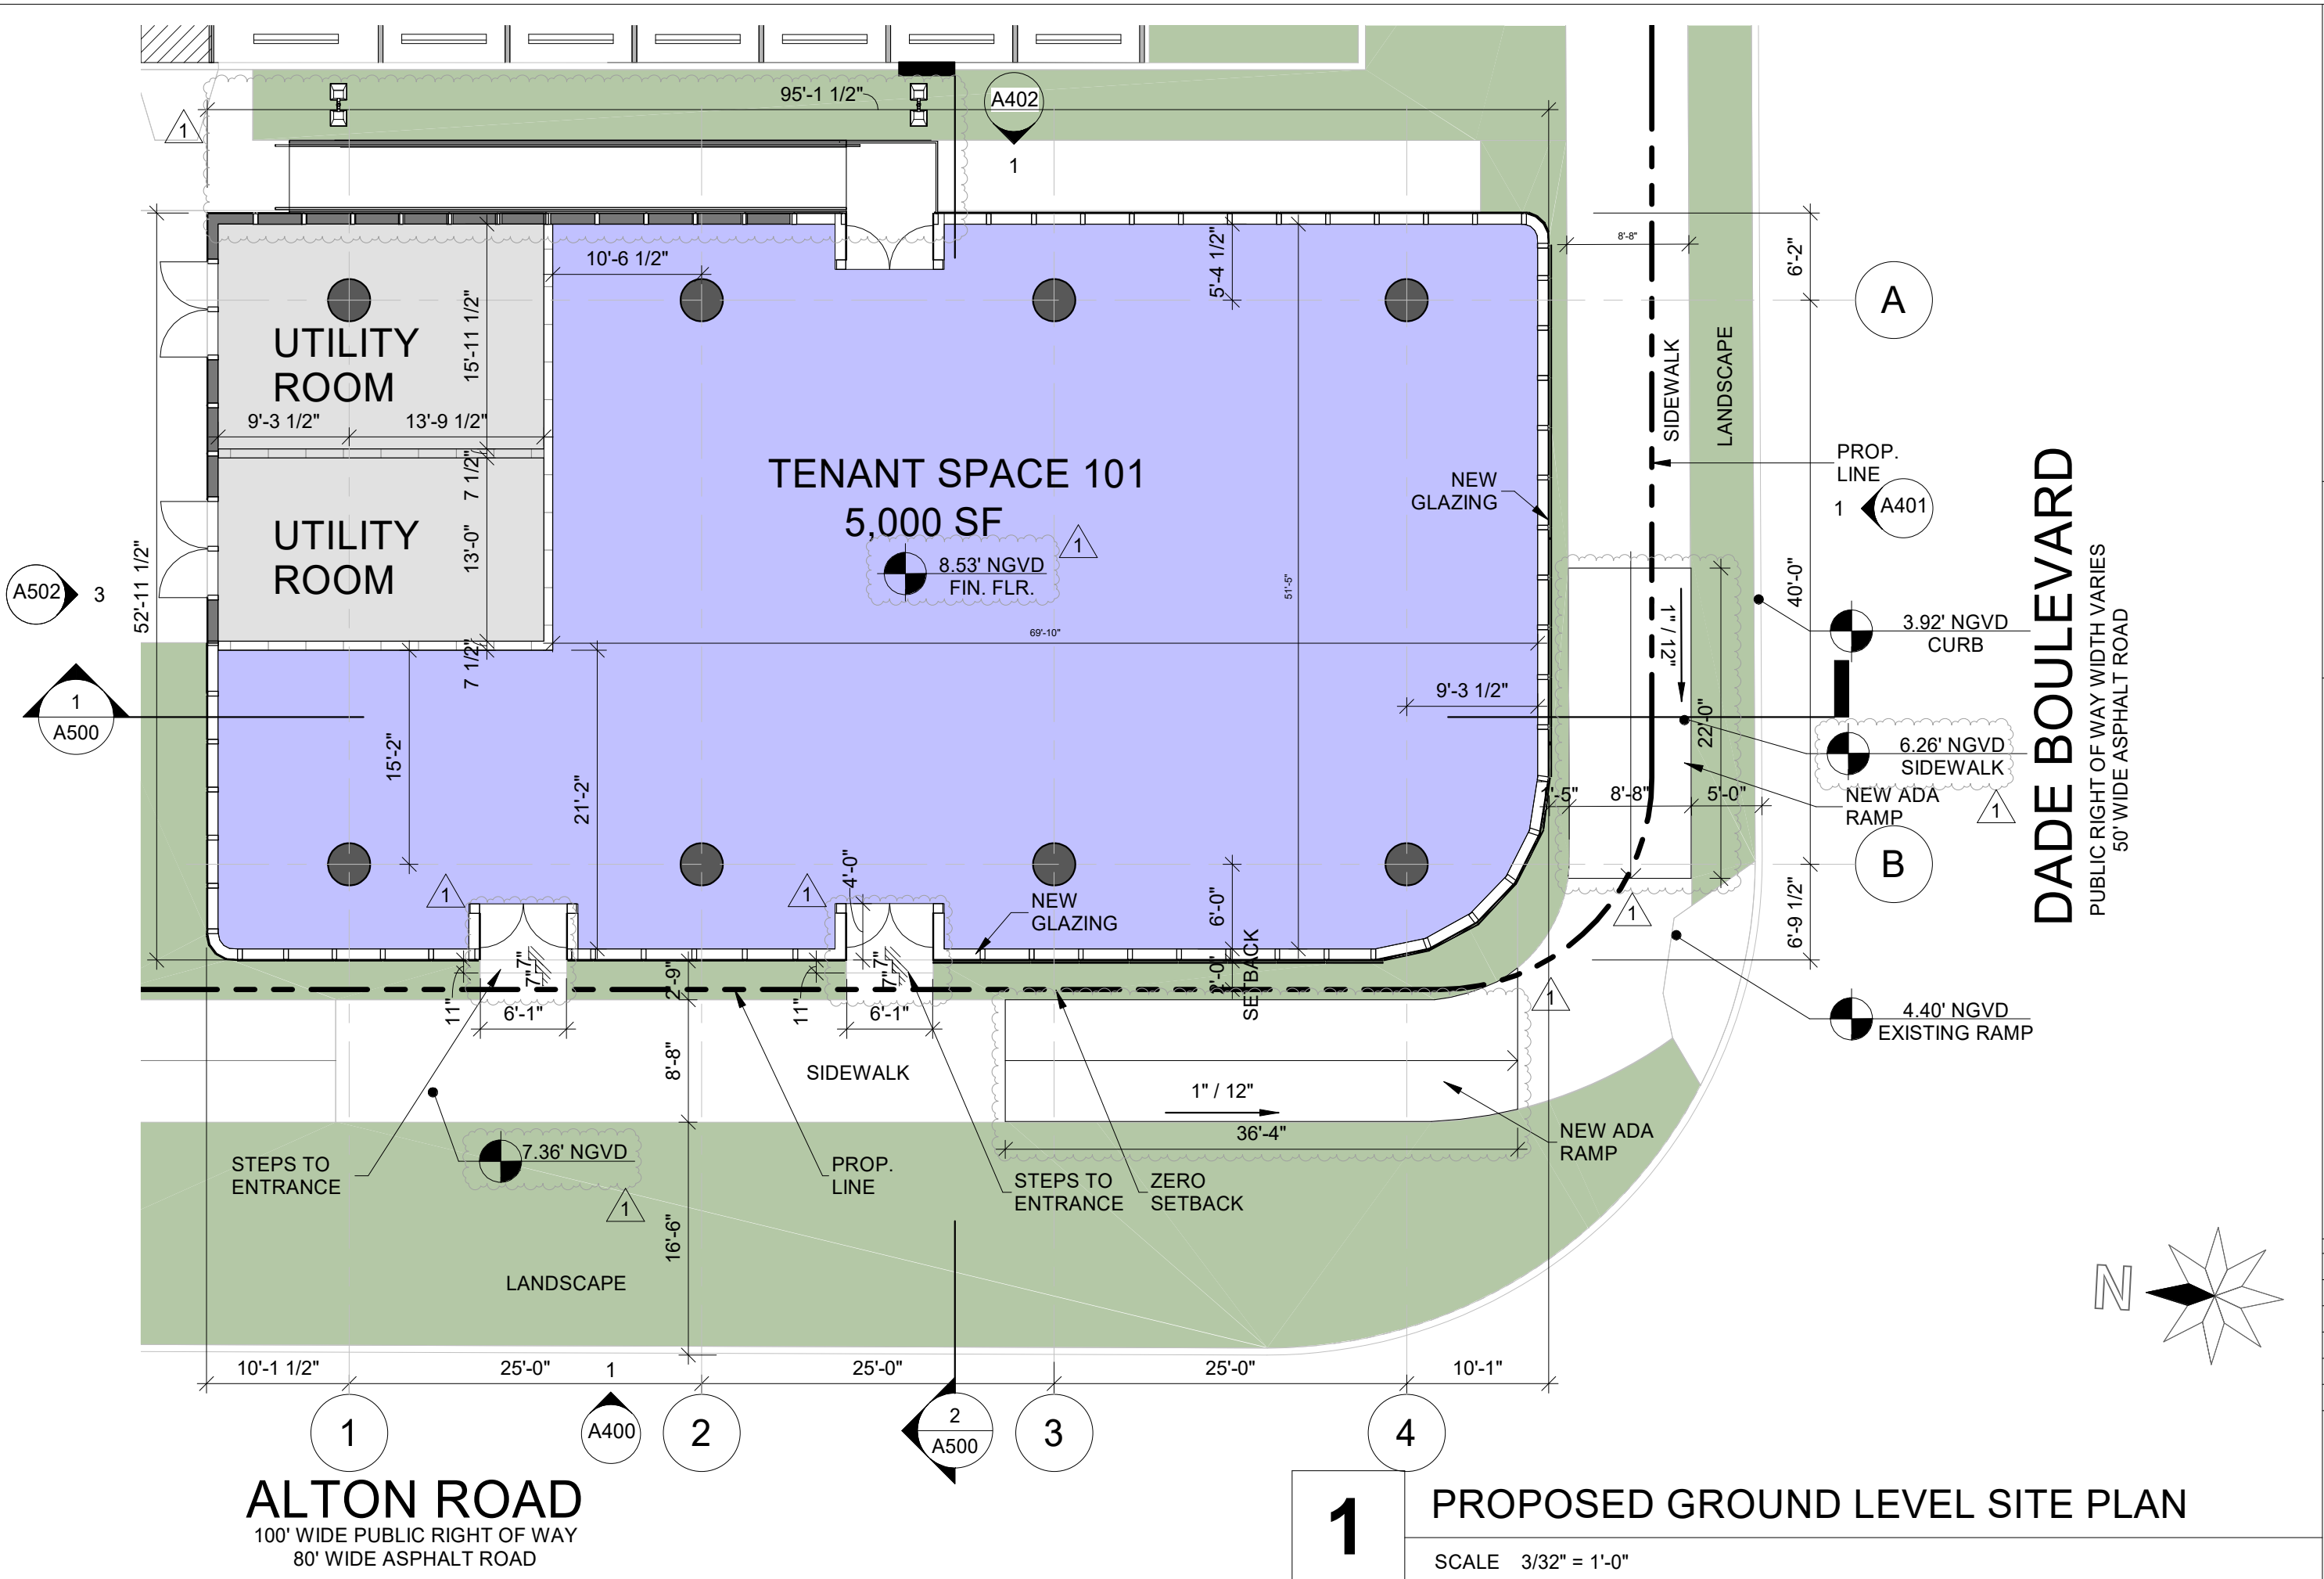 95'-1 1/2"
A402
1
1
8'-8"
6'-2"
10'-6 1/2"
5'-4 1/2"
A
UTILITY
ROOM
15'-11 1/2"
9'-3 1/2"
13'-9 1/2"
SIDEWALK
LANDSCAPE
TENANT SPACE 101
5,000 SF
8.53' NGVD
FIN. FLR.
1
NEW
GLAZING
PROP.
LINE
1
A401
7 1/2"
UTILITY
ROOM
13'-0"
52'-11 1/2"
A502
3
51'-5"
69'-10"
7 1/2"
1" / 12"
40'-0"
3.92' NGVD
CURB
DADE BOULEVARD
PUBLIC RIGHT OF WAY WIDTH VARIES
50' WIDE ASPHALT ROAD
1
A500
9'-3 1/2"
22'-0"
6.26' NGVD
SIDEWALK
15'-2"
21'-2"
8'-8"
5'-0"
NEW ADA
RAMP
1
B
1
1
4'-0"
NEW
GLAZING
6'-0"
1
6'-9 1/2"
7"
7"
7"
7"
11"
6'-1"
2'-9"
11"
6'-1"
SETBACK
1
4.40' NGVD
EXISTING RAMP
8'-8"
SIDEWALK
1" / 12"
36'-4"
NEW ADA
RAMP
7.36' NGVD
1
STEPS TO
ENTRANCE
PROP.
LINE
STEPS TO
ENTRANCE
ZERO
SETBACK
16'-6"
LANDSCAPE
N
10'-1 1/2"
25'-0"
1
25'-0"
25'-0"
10'-1"
1
A400
2
2
A500
3
4
ALTON ROAD
100' WIDE PUBLIC RIGHT OF WAY
80' WIDE ASPHALT ROAD
1
PROPOSED GROUND LEVEL SITE PLAN
SCALE 3/32" = 1'-0"